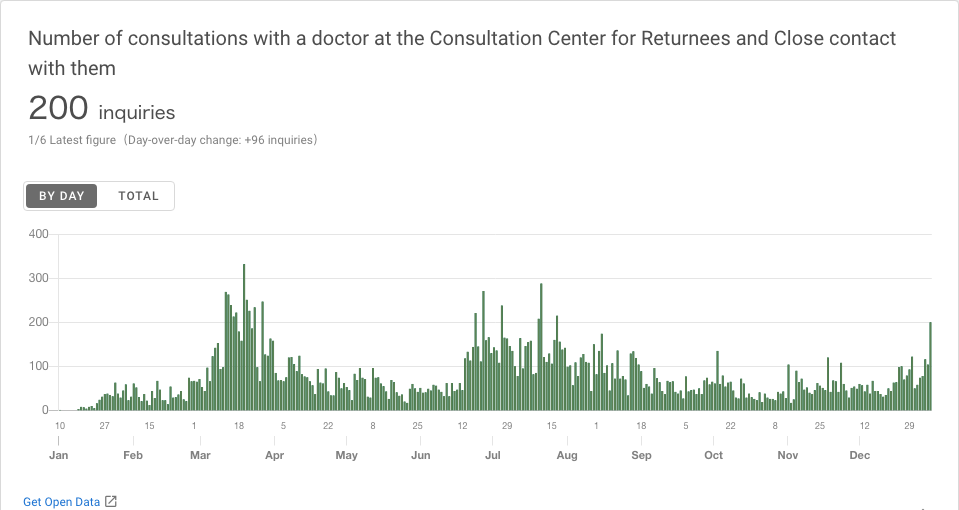 Number of consultations with a doctor at the Consultation Center for Returnees and Close contact
with them
200 inquiries
1/6 Latest figure (Day-over-day change: +96 inquiries)
BY DAY TOTAL
400
300
200
100
0
10 27 15 1 18 5 22 8 25 12 29 15 1 18 5 22 8 25 12 29
Jan Feb Mar Apr May Jun Jul Aug Sep Oct Nov Dec
Get Open Data